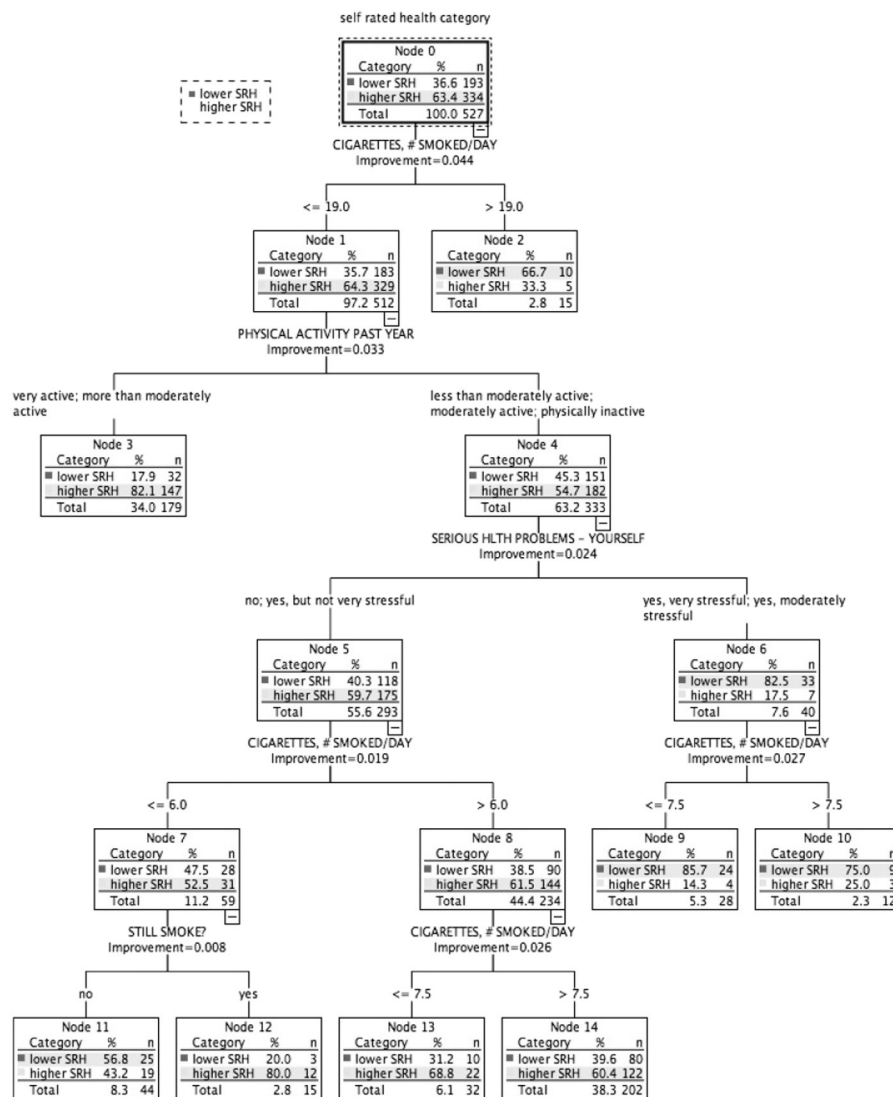 self rated health category
lower SRH
higher SRH
Node 0
Category % n
lower SRH 36.6 193
higher SRH 63.4 334
Total 100.0 527
CIGARETTES, # SMOKED/DAY
Improvement=0.044
<= 19.0
> 19.0
Node 1
Category % n
lower SRH 35.7 183
higher SRH 64.3 329
Total 97.2 512
Node 2
Category % n
lower SRH 66.7 10
higher SRH 33.3 5
Total 2.8 15
PHYSICAL ACTIVITY PAST YEAR
Improvement=0.033
very active; more than moderately
active
less than moderately active;
moderately active; physically inactive
Node 3
Category % n
lower SRH 17.9 32
higher SRH 82.1 147
Total 34.0 179
Node 4
Category % n
lower SRH 45.3 151
higher SRH 54.7 182
Total 63.2 333
SERIOUS HLTH PROBLEMS - YOURSELF
Improvement=0.024
no; yes, but not very stressful
yes, very stressful; yes, moderately
stressful
Node 5
Category % n
lower SRH 40.3 118
higher SRH 59.7 175
Total 55.6 293
Node 6
Category % n
lower SRH 82.5 33
higher SRH 17.5 7
Total 7.6 40
CIGARETTES, # SMOKED/DAY
Improvement=0.019
CIGARETTES, # SMOKED/DAY
Improvement=0.027
<= 6.0
> 6.0
<= 7.5
> 7.5
Node 7
Category % n
lower SRH 47.5 28
higher SRH 52.5 31
Total 11.2 59
Node 8
Category % n
lower SRH 38.5 90
higher SRH 61.5 144
Total 44.4 234
Node 9
Category % n
lower SRH 85.7 24
higher SRH 14.3 4
Total 5.3 28
Node 10
Category % n
lower SRH 75.0 9
higher SRH 25.0 3
Total 2.3 12
STILL SMOKE?
Improvement=0.008
CIGARETTES, # SMOKED/DAY
Improvement=0.026
no
yes
<= 7.5
> 7.5
Node 11
Category % n
lower SRH 56.8 25
higher SRH 43.2 19
Total 8.3 44
Node 12
Category % n
lower SRH 20.0 3
higher SRH 80.0 12
Total 2.8 15
Node 13
Category % n
lower SRH 31.2 10
higher SRH 68.8 22
Total 6.1 32
Node 14
Category % n
lower SRH 39.6 80
higher SRH 60.4 122
Total 38.3 202